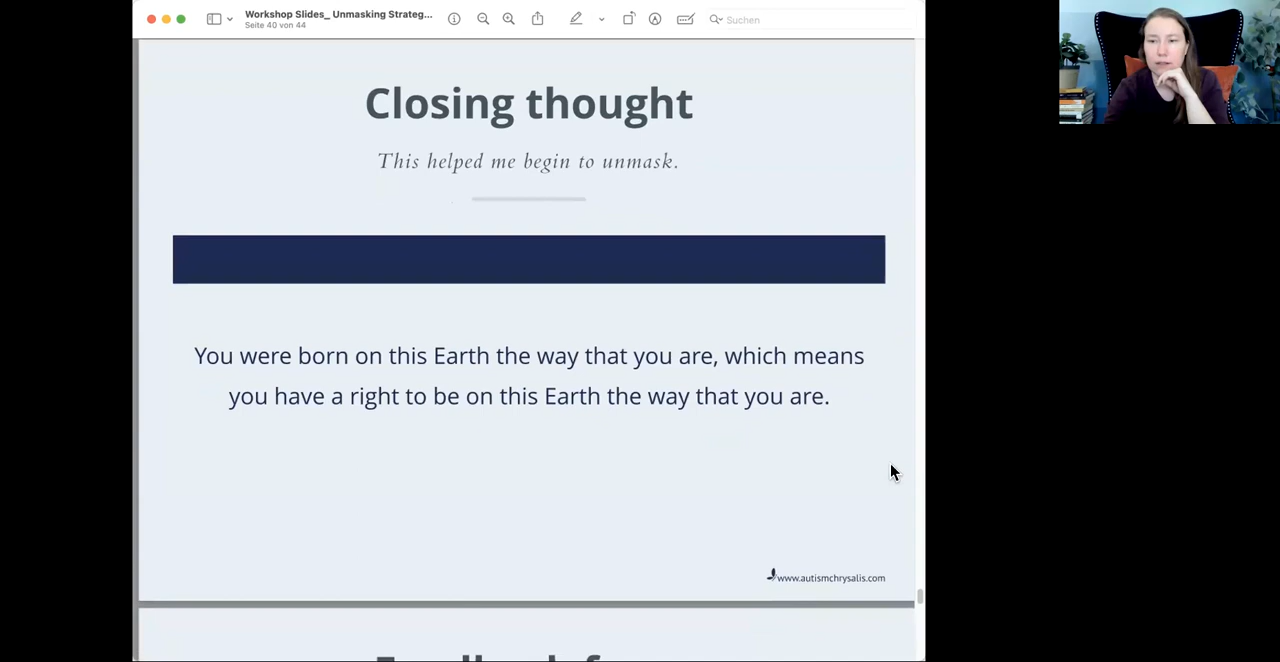 Workshop Slides_ Unmasking Strateg...
Seite 40 von 44
Suchen
Closing thought
This helped me begin to unmask.
You were born on this Earth the way that you are, which means
you have a right to be on this Earth the way that you are.
www.autismchrysalis.com